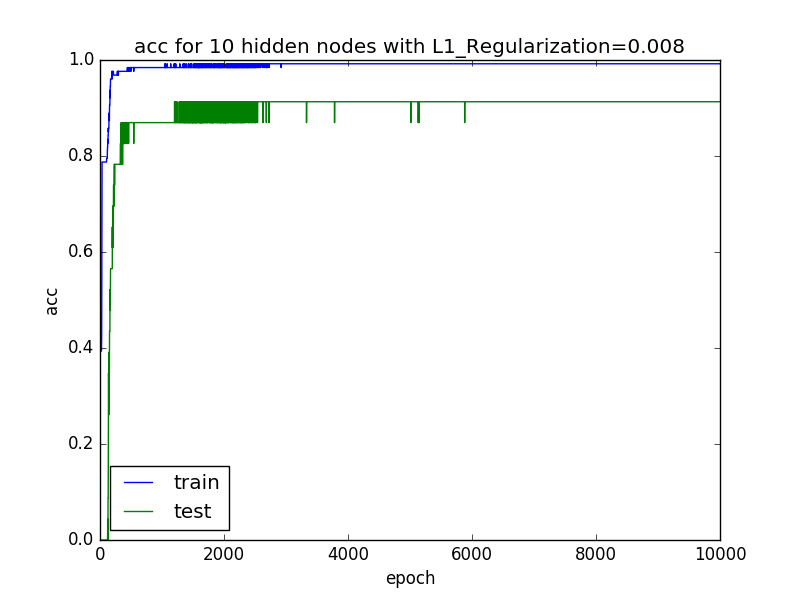 acc for 10 hidden nodes with L1_Regularization=0.008
1.0
0.8
0.6
0.4
0.2
0.0
acc
train
test
0 2000 4000 6000 8000 10000
epoch